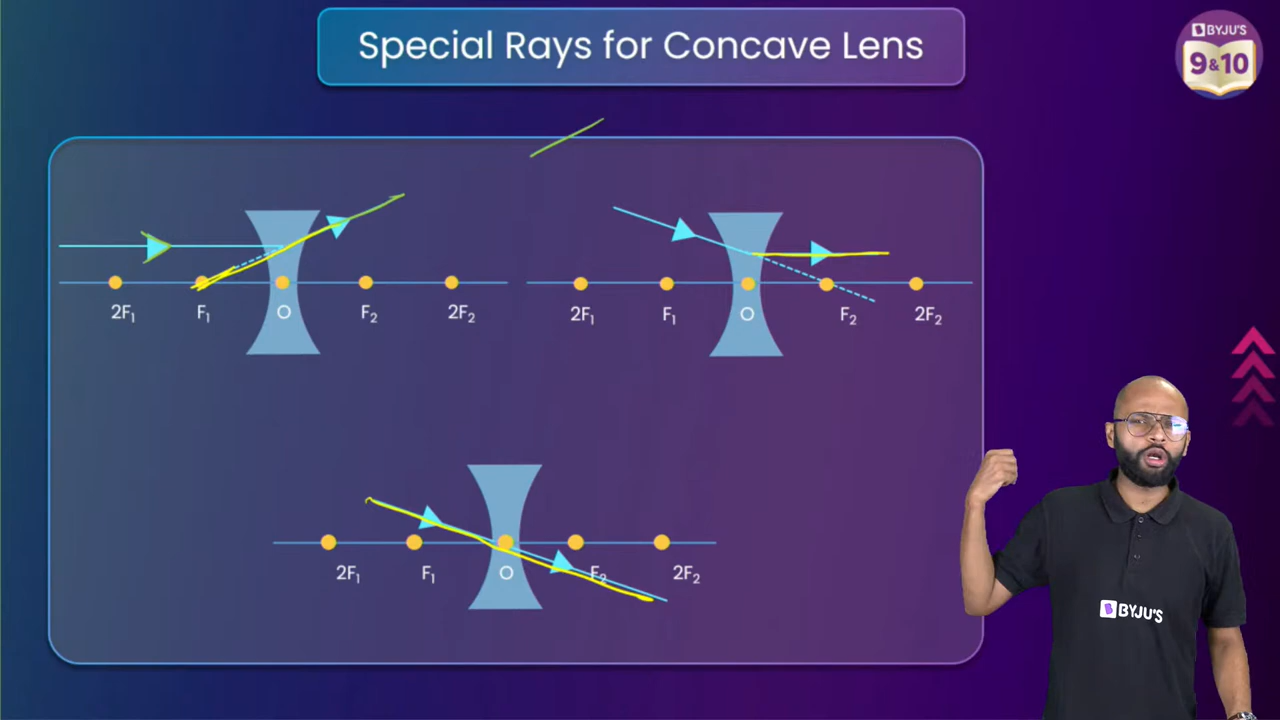 Special Rays for Concave Lens
BYJU'S
9&10
2F₁ F₁ O F₂ 2F₂
2F₁ F₁ O F₂ 2F₂
2F₁ F₁ O F₂ 2F₂
BYJU'S